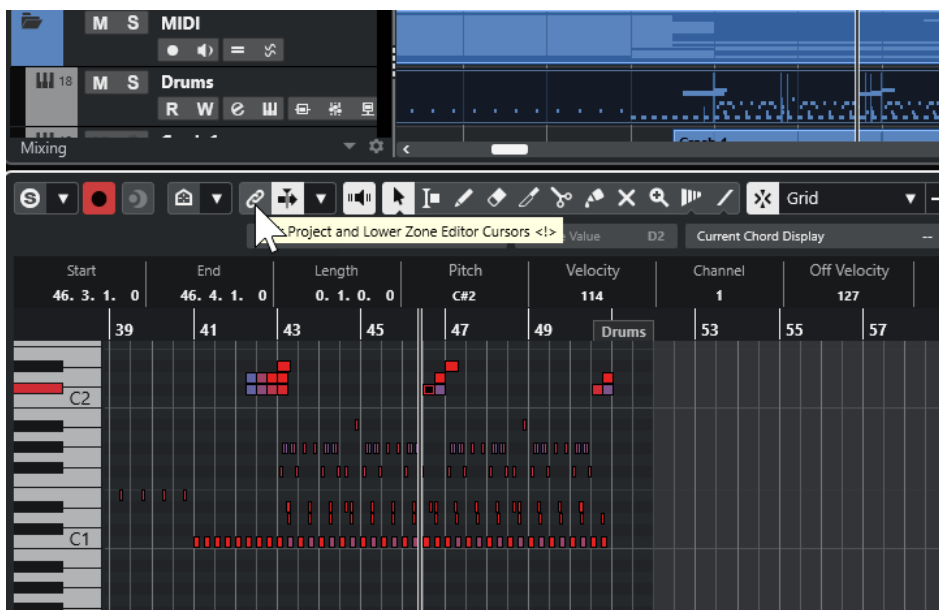 M S MIDI
18 M S Drums
R W
Mixing
Grid
Project and Lower Zone Editor Cursors <!>
Value D2 Current Chord Display --
Start End Length Pitch Velocity Channel Off Velocity
46. 3. 1. 0 46. 4. 1. 0 0. 1. 0. 0 C#2 114 1 127
39 41 43 45 47 49 53 55 57
Drums
C2
C1